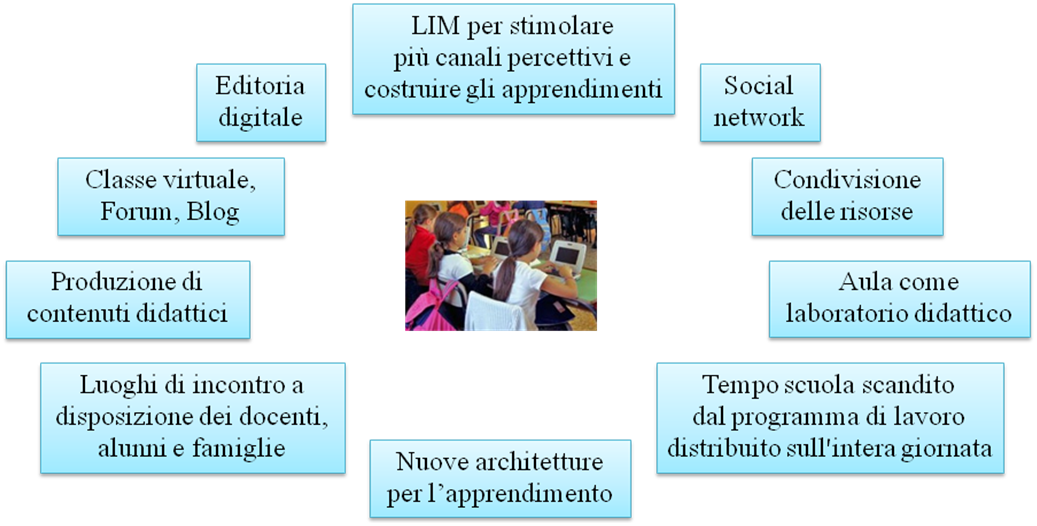 LIM per stimolare
più canali percettivi e
costruire gli apprendimenti
Editoria
digitale
Social
network
Classe virtuale,
Forum, Blog
Condivisione
delle risorse
Produzione di
contenuti didattici
Aula come
laboratorio didattico
Luoghi di incontro a
disposizione dei docenti,
alunni e famiglie
Tempo scuola scandito
dal programma di lavoro
distribuito sull'intera giornata
Nuove architetture
per l’apprendimento